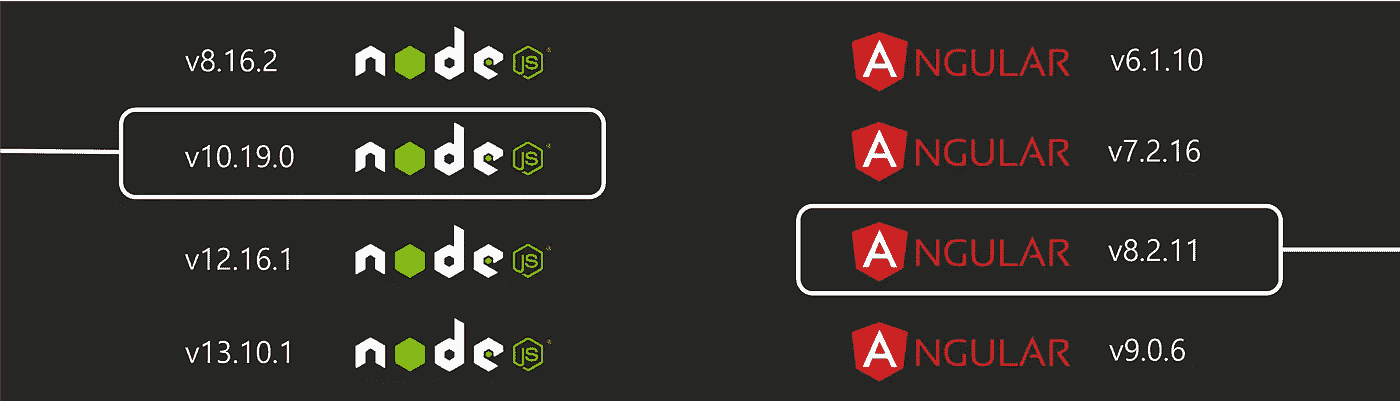 v8.16.2 node JS ® ANGULAR v6.1.10
v10.19.0 node JS ® ANGULAR v7.2.16
v12.16.1 node JS ® ANGULAR v8.2.11
v13.10.1 node JS ® ANGULAR v9.0.6